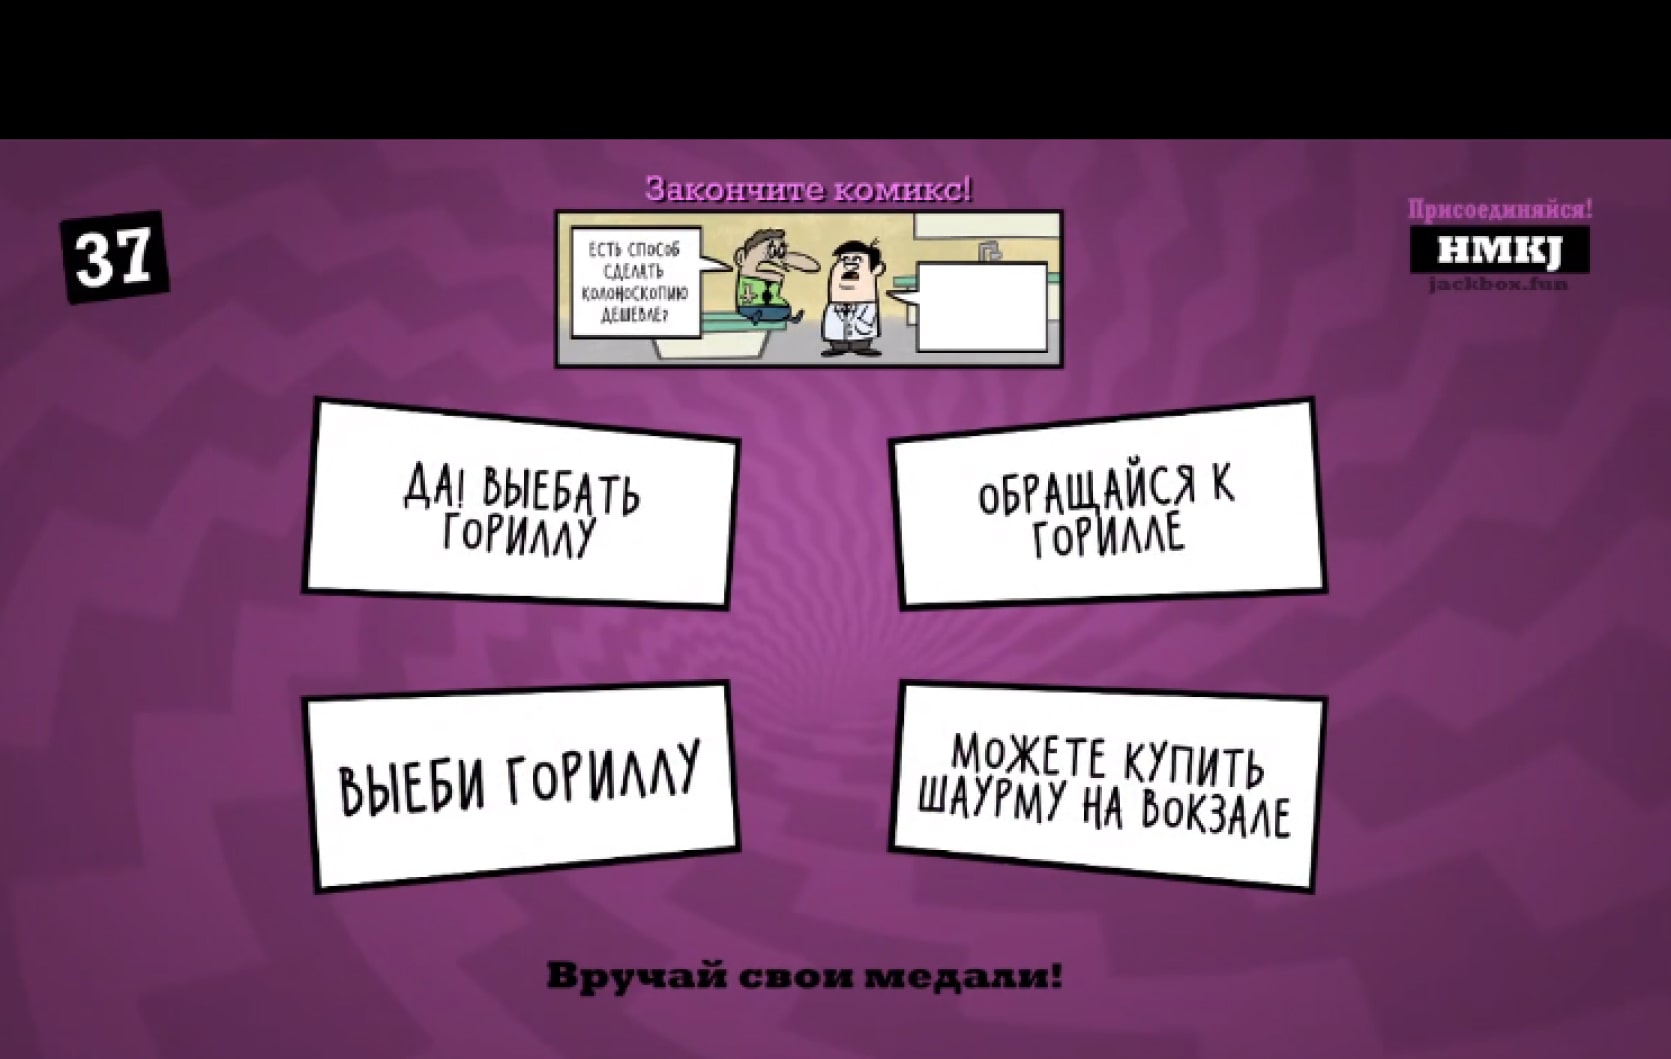 Закончите комикс!
37
ЕСТЬ СПОСОБ
СДЕЛАТЬ
КОЛОНОСКОПИЮ
ДЕШЕВЛЕ?
Присоединяйся!
HMKJ
jackbox.fun
ДА! ВЫЕБАТЬ
ГОРИЛЛУ
ОБРАЩАЙСЯ К
ГОРИЛЛЕ
ВЫЕБИ ГОРИЛЛУ
МОЖЕТЕ КУПИТЬ
ШАУРМУ НА ВОКЗАЛЕ
Вручай свои медали!